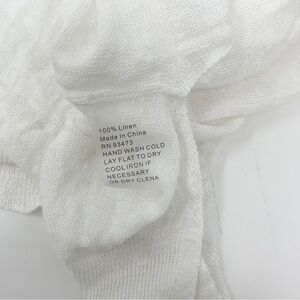 100% Linen
Made In China
RN 93473
HAND WASH COLD
LAY FLAT TO DRY
COOL IRON IF
NECESSARY
OR DRY CLENA